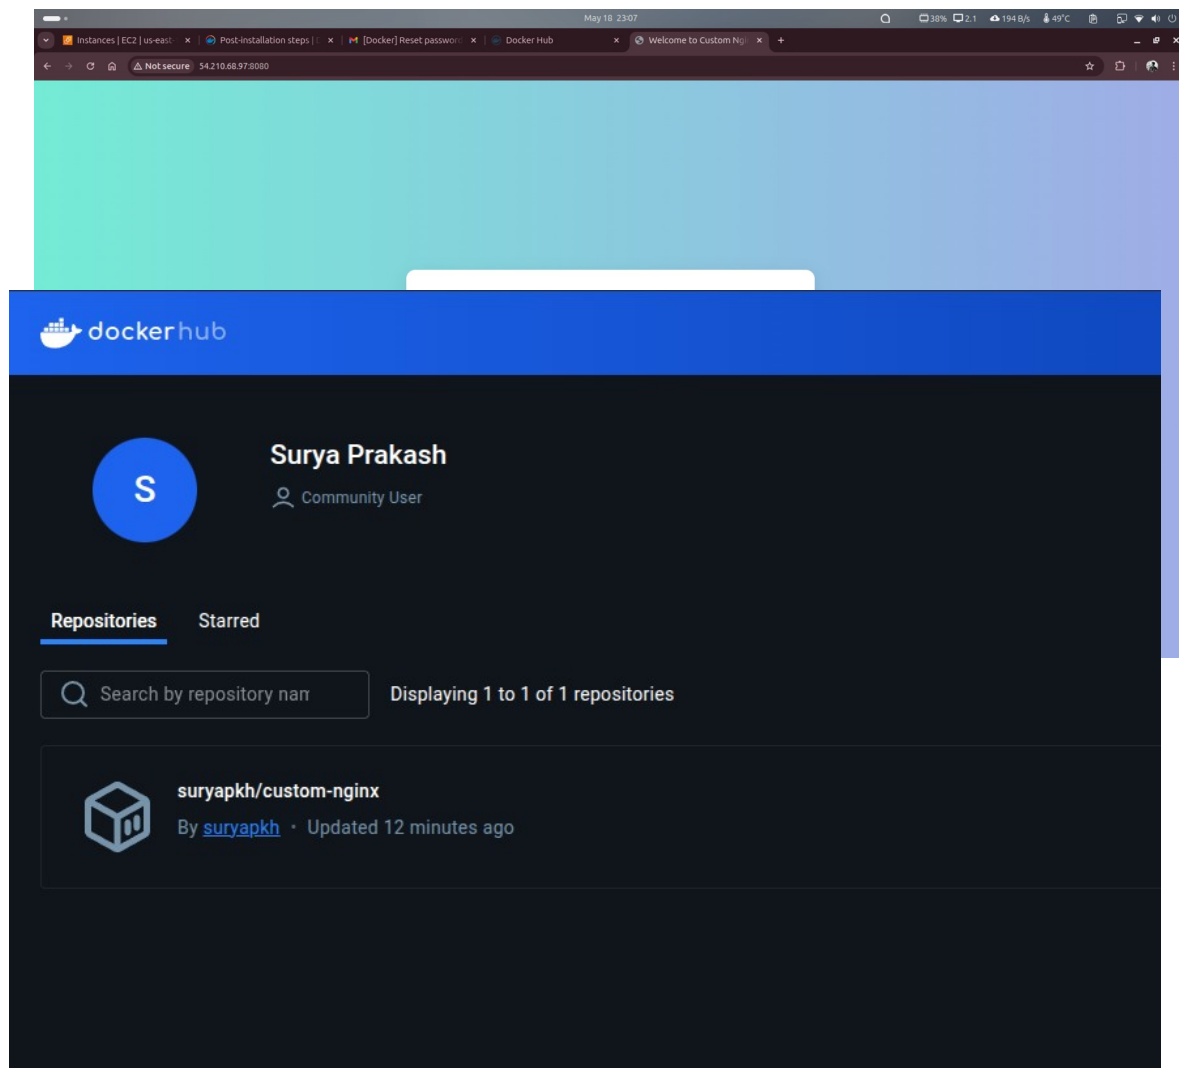 May 18 23:07
38% 2.1 194 B/s 49°C
Instances | EC2 | us-east- Post-installation steps | [Docker] Reset password Docker Hub Welcome to Custom Ngi
Not secure 54.210.68.97:8080
dockerhub
S
Surya Prakash
Community User
Repositories Starred
Search by repository nam
Displaying 1 to 1 of 1 repositories
suryapkh/custom-nginx
By suryapkh · Updated 12 minutes ago